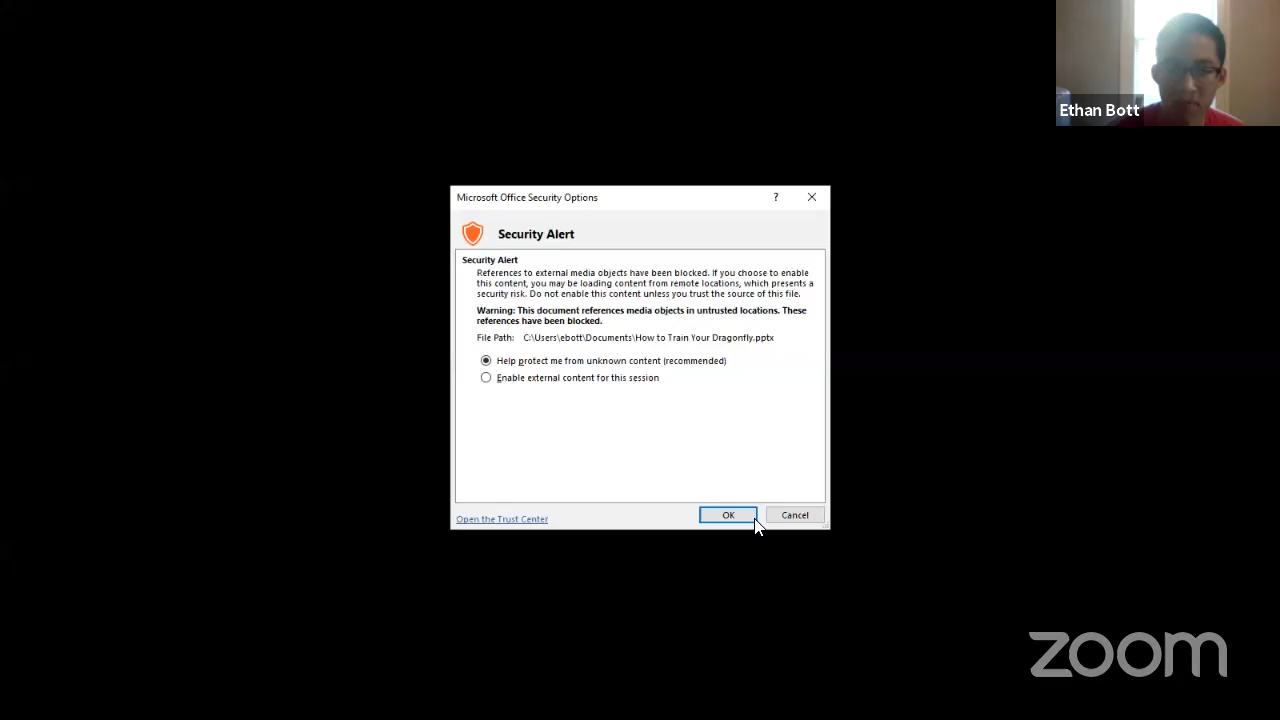 Ethan Bott
Microsoft Office Security Options
?
Security Alert
Security Alert
References to external media objects have been blocked. If you choose to enable
this content, you may be loading content from remote locations, which presents a
security risk. Do not enable this content unless you trust the source of this file.
Warning: This document references media objects in untrusted locations. These
references have been blocked.
File Path: C:\Users\ebott\Documents\How to Train Your Dragonfly.pptx
Help protect me from unknown content (recommended)
Enable external content for this session
Open the Trust Center
OK
Cancel
zoom